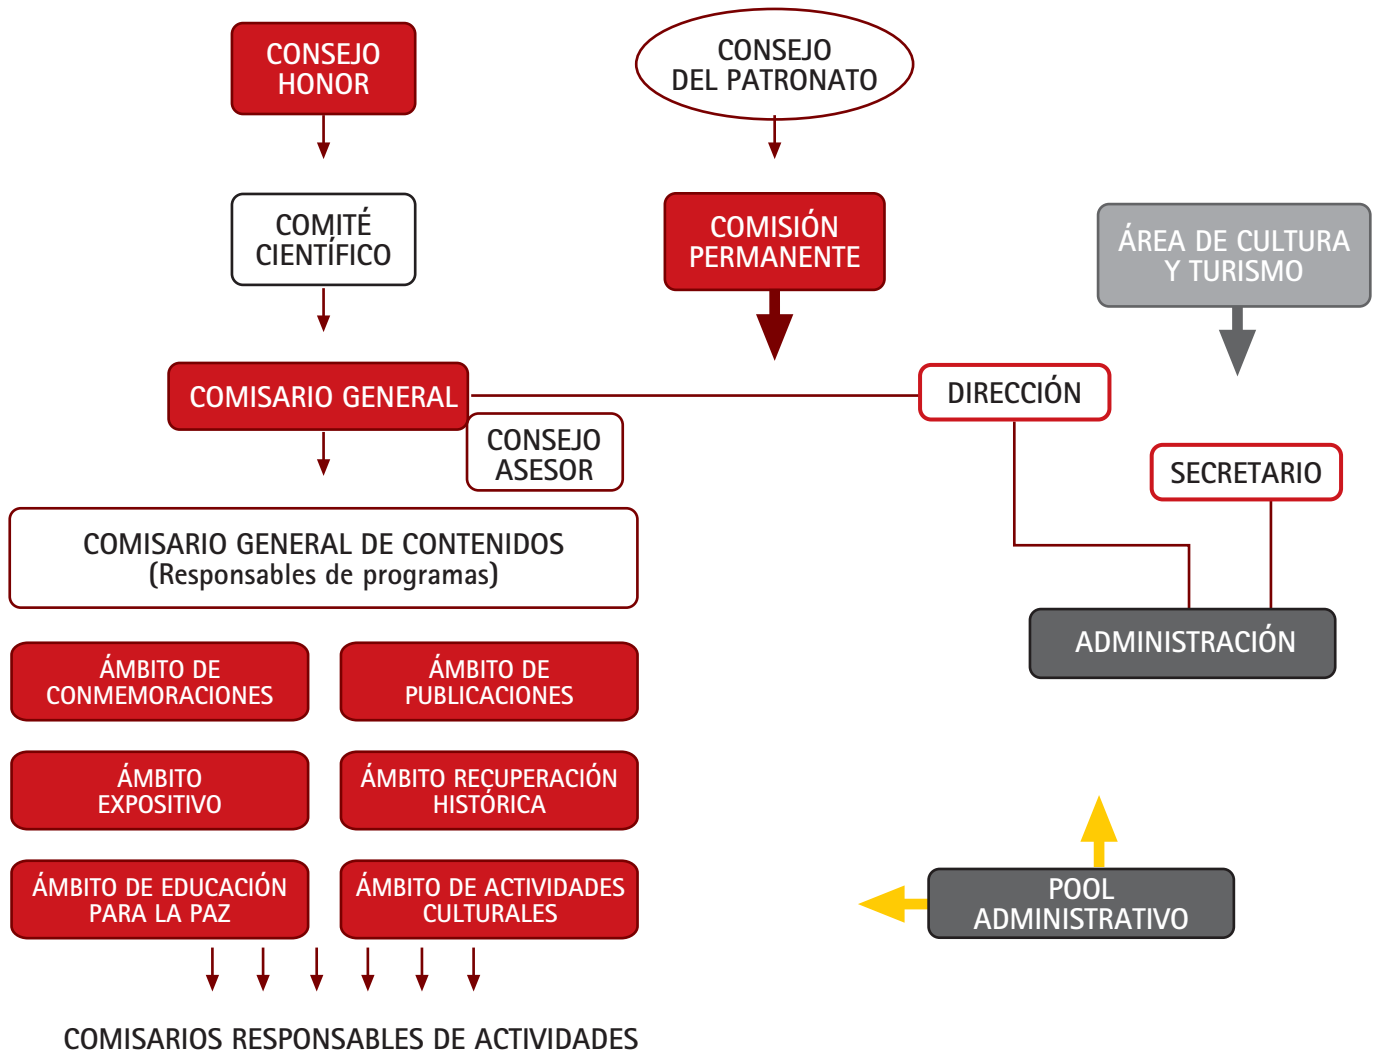 CONSEJO
HONOR
CONSEJO
DEL PATRONATO
COMITÉ
CIENTÍFICO
COMISIÓN
PERMANENTE
ÁREA DE CULTURA
Y TURISMO
COMISARIO GENERAL
DIRECCIÓN
CONSEJO
ASESOR
SECRETARIO
COMISARIO GENERAL DE CONTENIDOS
(Responsables de programas)
ADMINISTRACIÓN
ÁMBITO DE
CONMEMORACIONES
ÁMBITO DE
PUBLICACIONES
ÁMBITO
EXPOSITIVO
ÁMBITO RECUPERACIÓN
HISTÓRICA
ÁMBITO DE EDUCACIÓN
PARA LA PAZ
ÁMBITO DE ACTIVIDADES
CULTURALES
POOL
ADMINISTRATIVO
COMISARIOS RESPONSABLES DE ACTIVIDADES